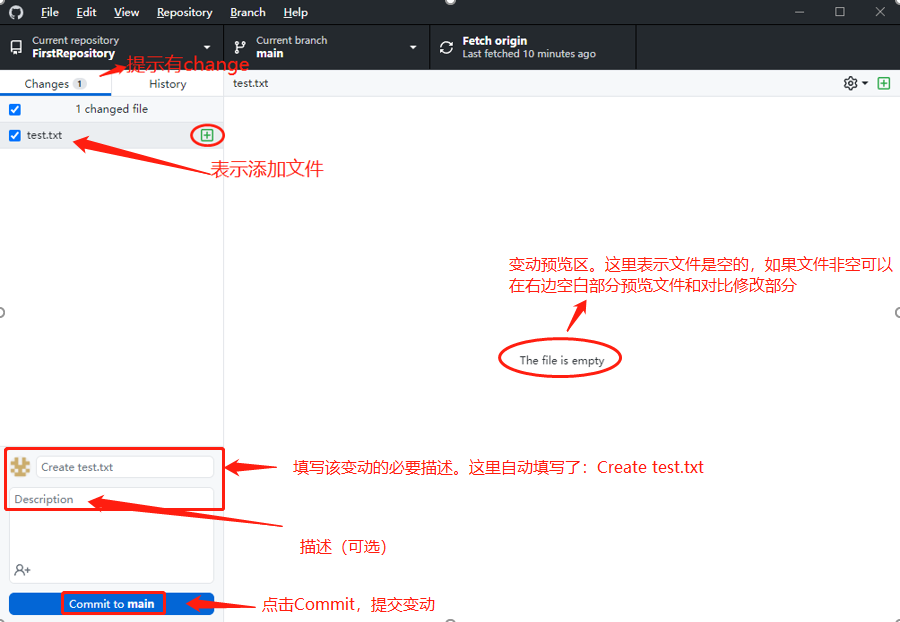 File Edit View Repository Branch Help
Current repository
FirstRepository
Current branch
main
Fetch origin
Last fetched 10 minutes ago
提示有change
Changes 1
History
test.txt
1 changed file
test.txt
表示添加文件
变动预览区。这里表示文件是空的，如果文件非空可以
在右边空白部分预览文件和对比修改部分
The file is empty
Create test.txt
填写该变动的必要描述。这里自动填写了：Create test.txt
Description
描述（可选）
Commit to main
点击Commit，提交变动